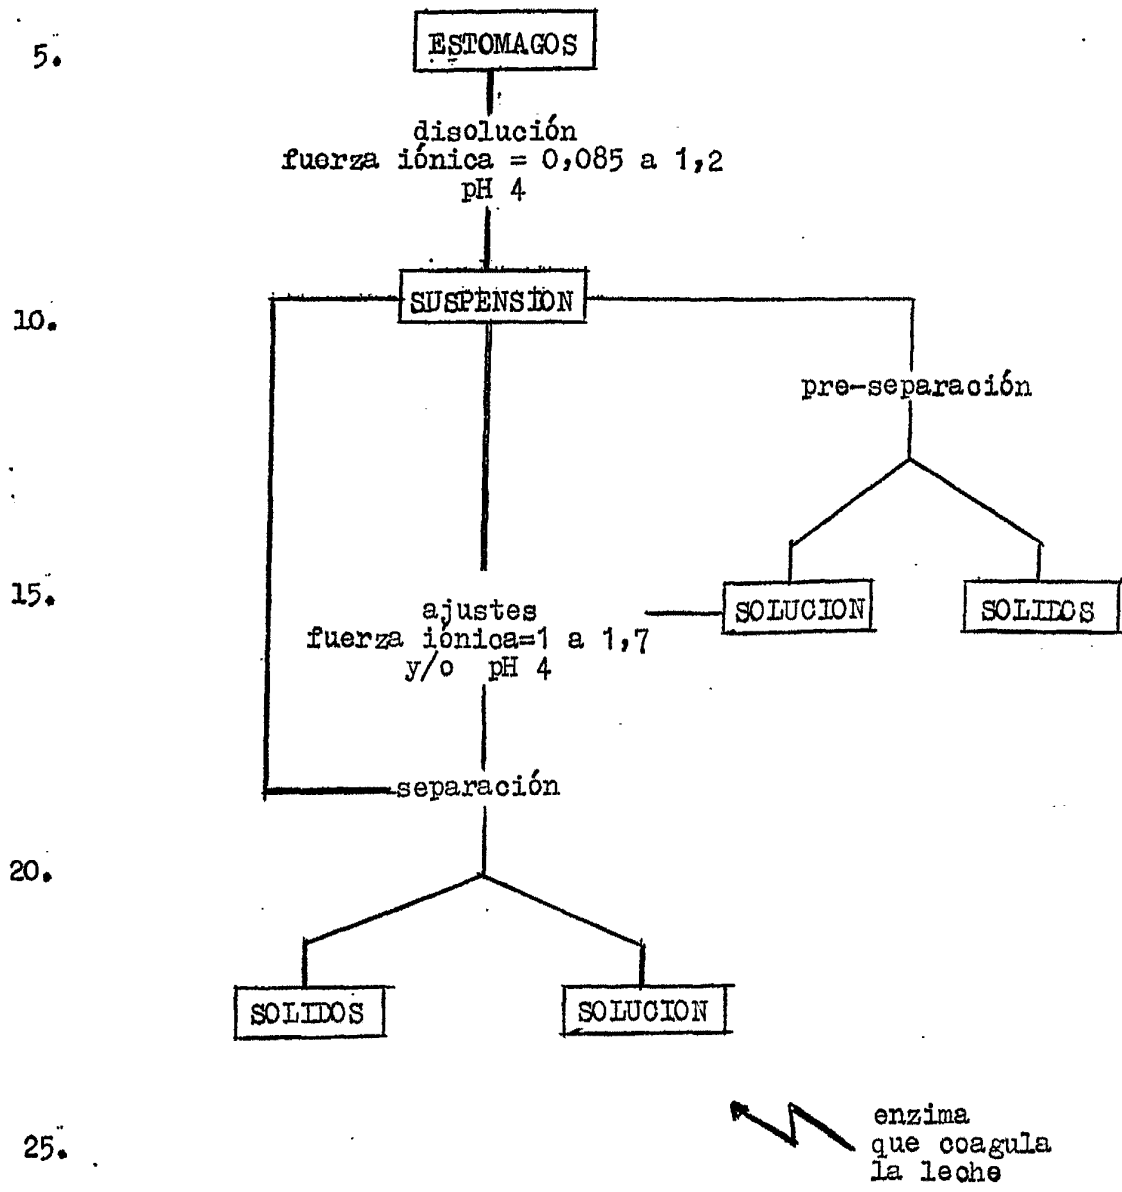 5.
ESTOMAGOS
disolución
fuerza iónica = 0,085 a 1,2
pH 4
SUSPENSION
10.
pre-separación
15.
ajustes
fuerza iónica=1 a 1,7
y/o pH 4
SOLUCION
SOLIDOS
separación
20.
SOLIDOS
SOLUCION
25.
enzima
que coagula
la leche